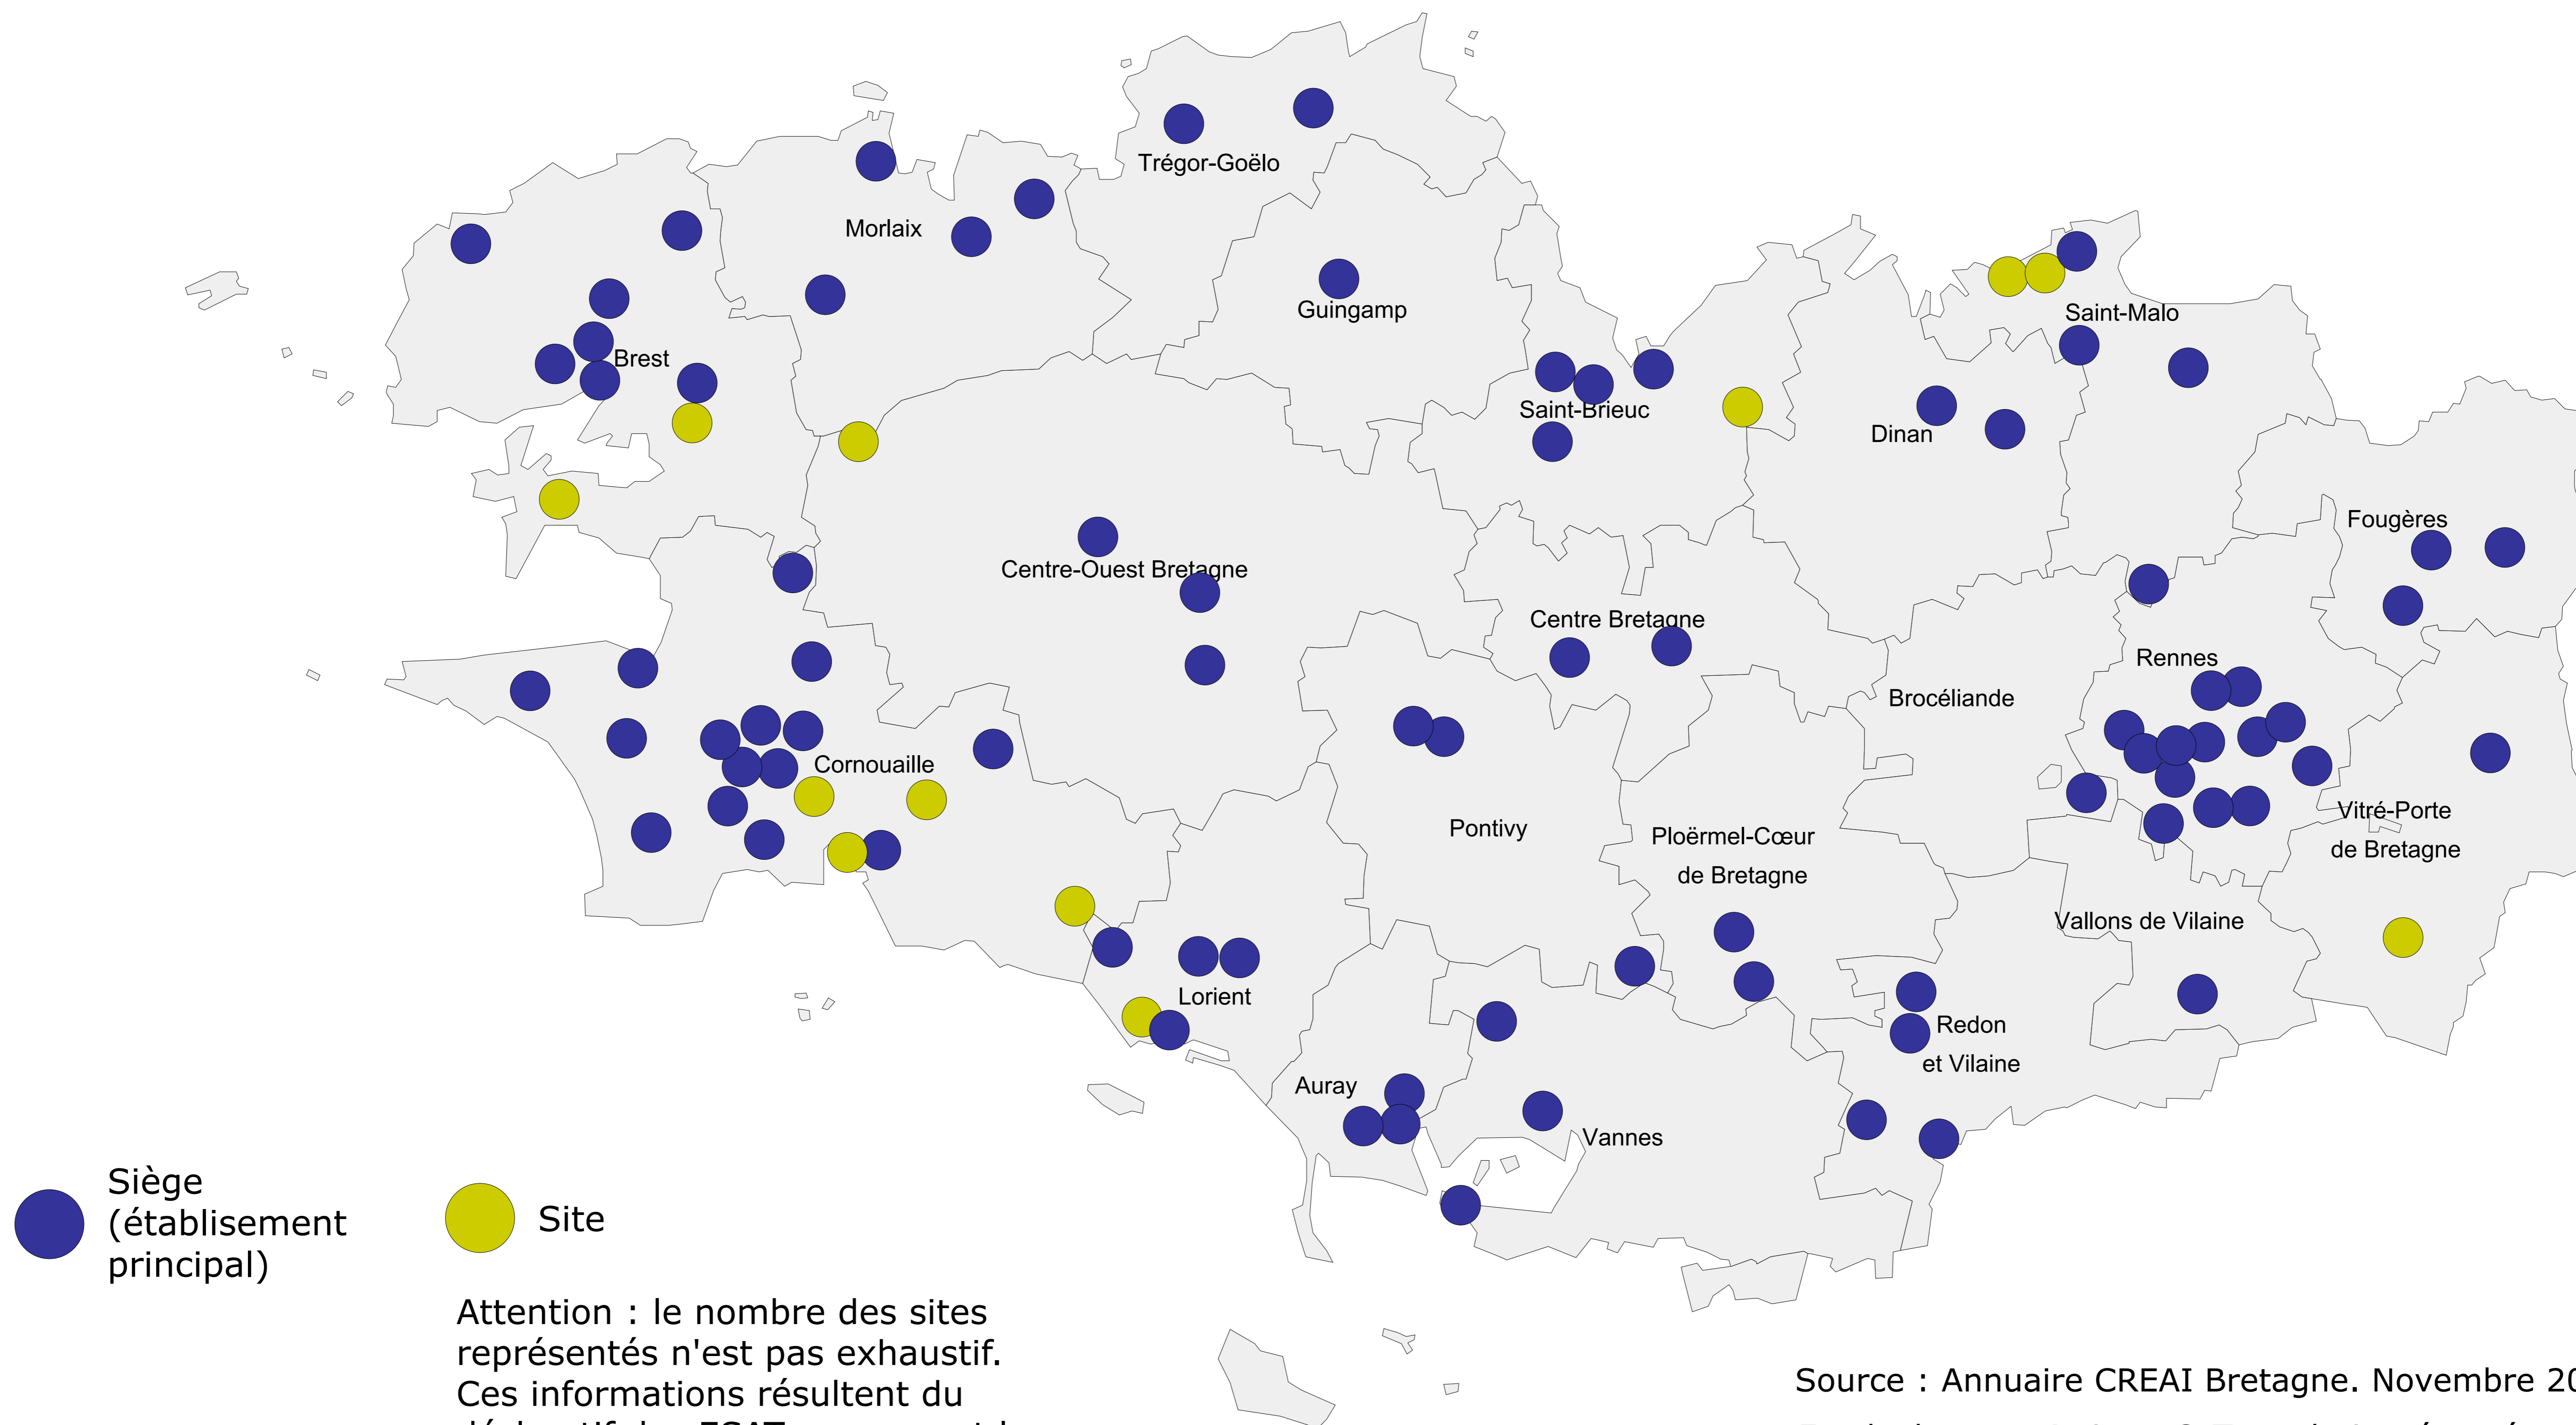 Trégor-Goëlo
Morlaix
Guingamp
Saint-Malo
Brest
Saint-Brieuc
Dinan
Fougères
Centre-Ouest Bretagne
Centre Bretagne
Rennes
Brocéliande
Cornouaille
Pontivy
Ploërmel-Cœur
de Bretagne
Vitré-Porte
de Bretagne
Vallons de Vilaine
Lorient
Redon
et Vilaine
Auray
Vannes
Siège
(établisement
principal)
Site
Attention : le nombre des sites
représentés n'est pas exhaustif.
Ces informations résultent du
Source : Annuaire CREAI Bretagne. Novembre 20